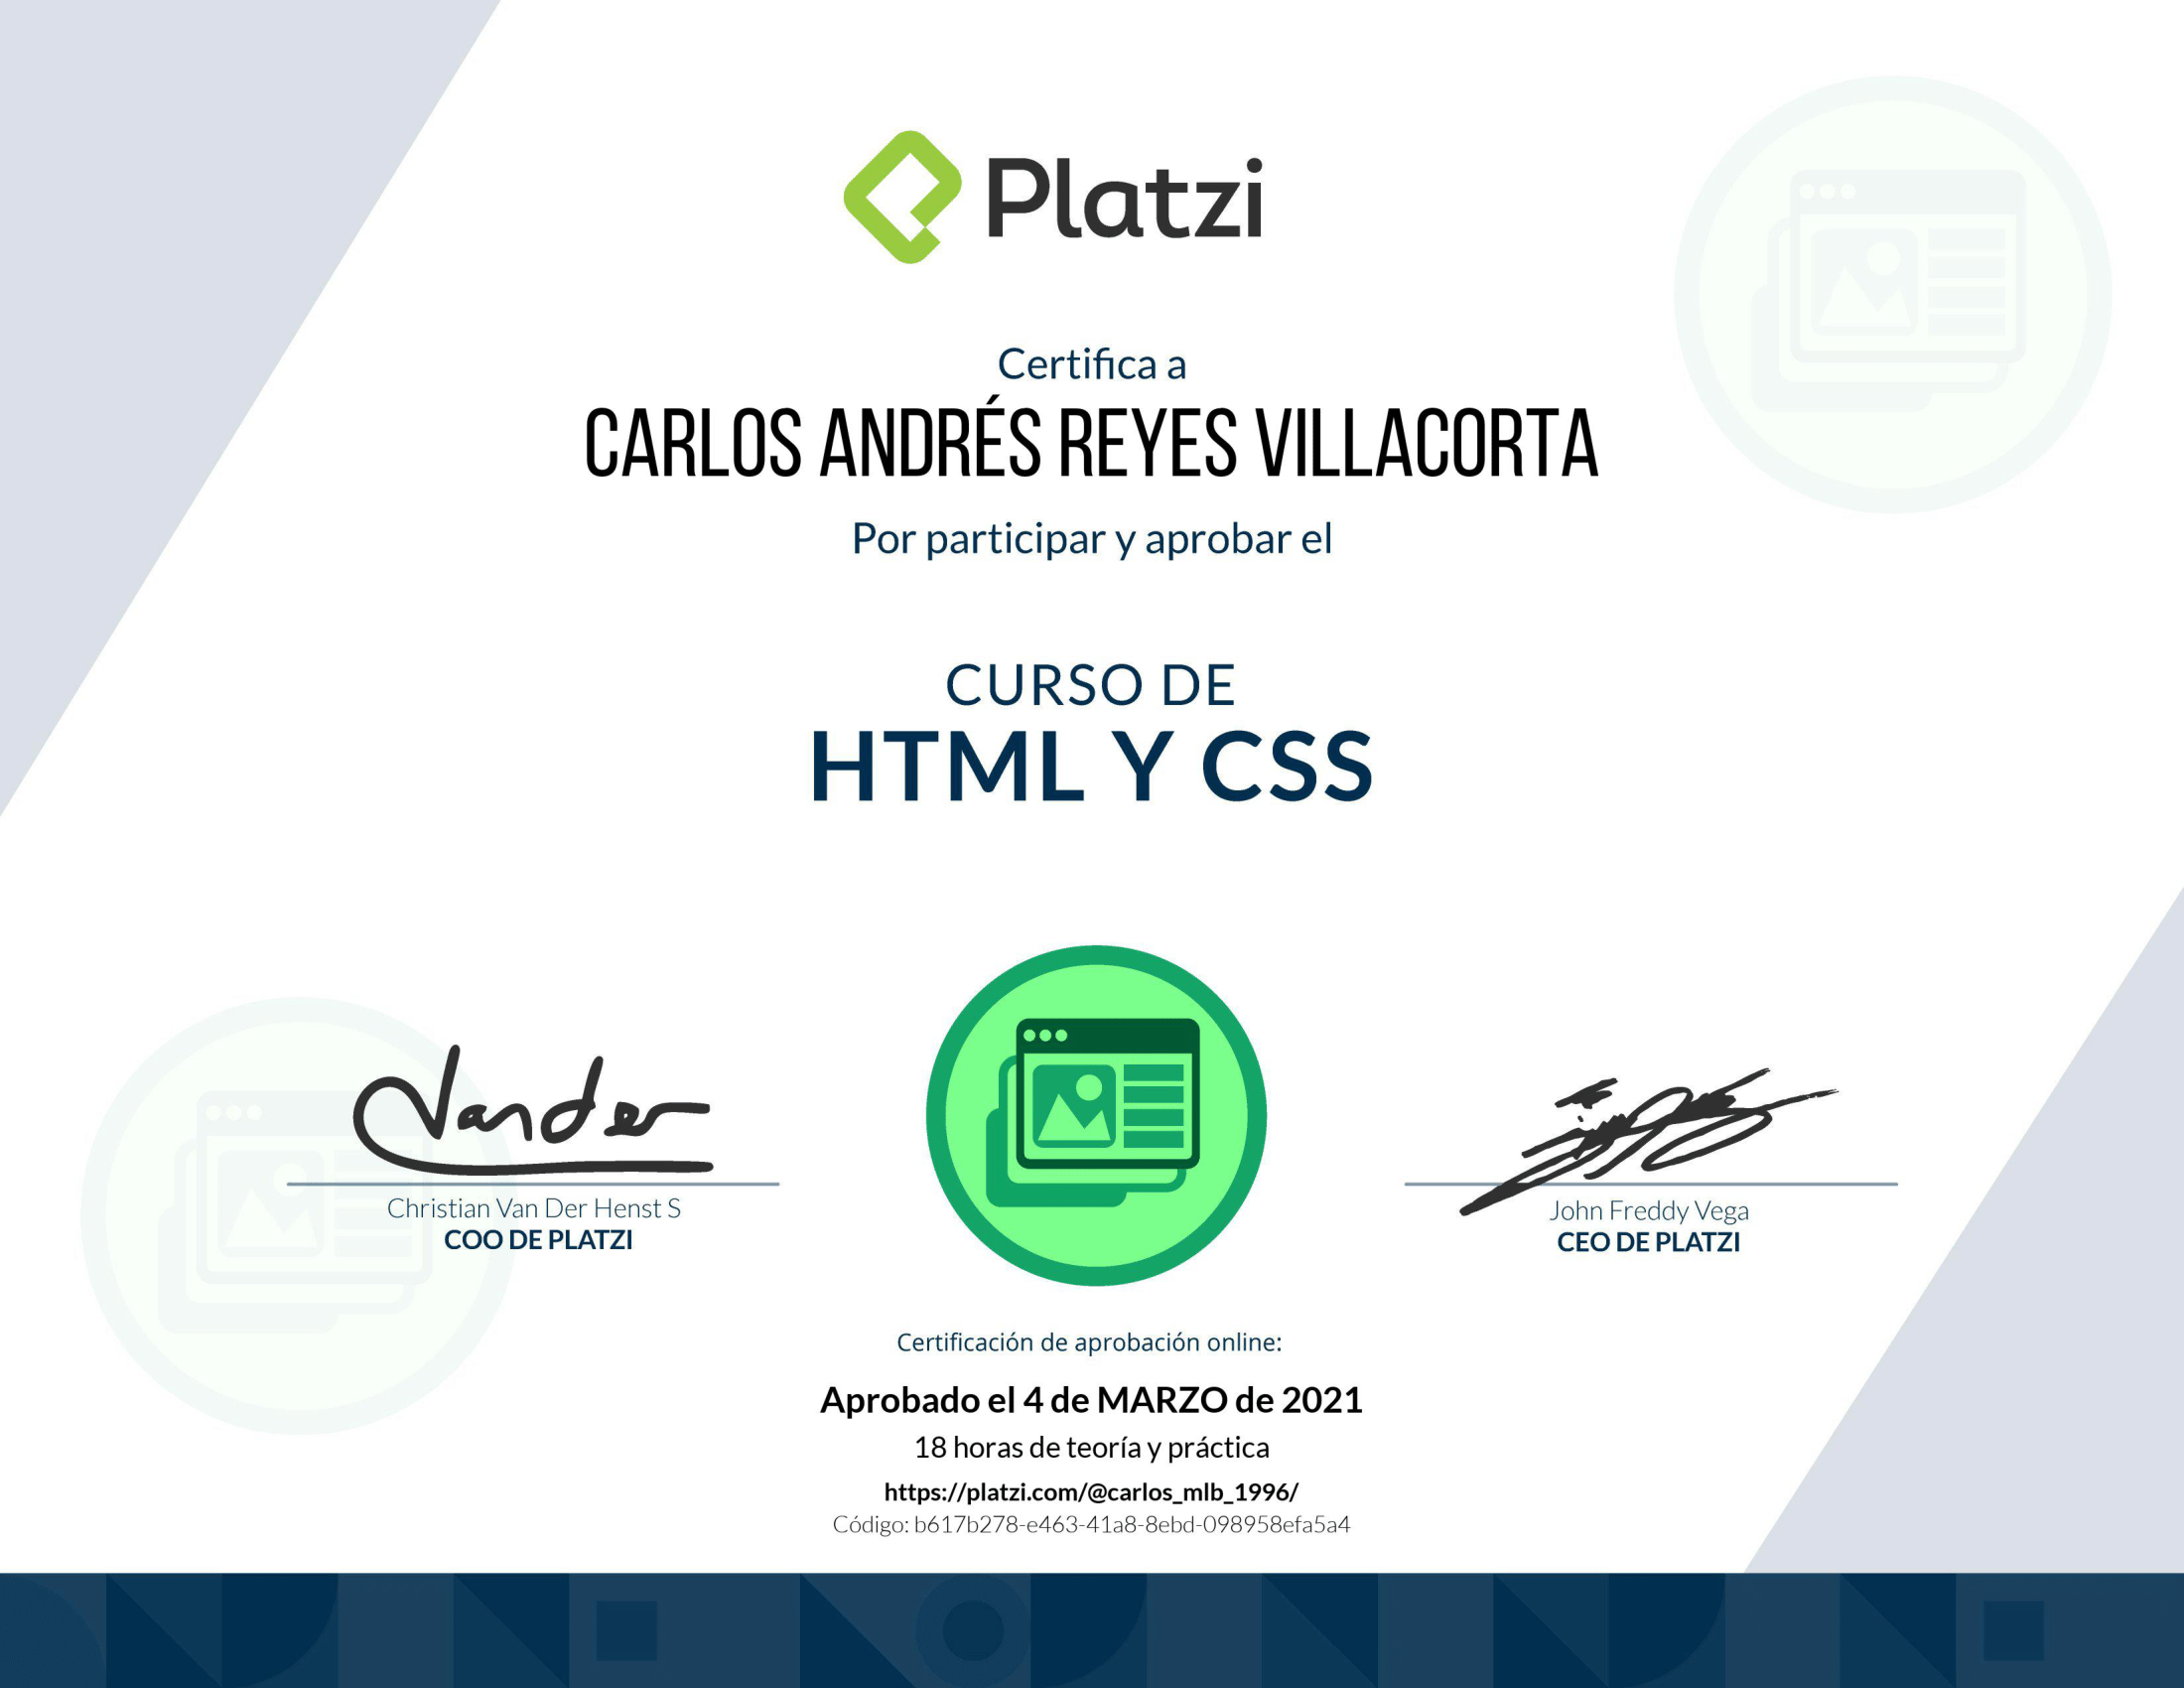 Platzi
Certifica a
CARLOS ANDRÉS REYES VILLACORTA
Por participar y aprobar el
CURSO DE
HTML Y CSS
Vander
Christian Van Der Henst S
COO DE PLATZI
John Freddy Vega
CEO DE PLATZI
Certificación de aprobación online:
Aprobado el 4 de MARZO de 2021
18 horas de teoría y práctica
https://platzi.com/@carlos_mlb_1996/
Código: b617b278-e463-41a8-8ebd-098958efa5a4